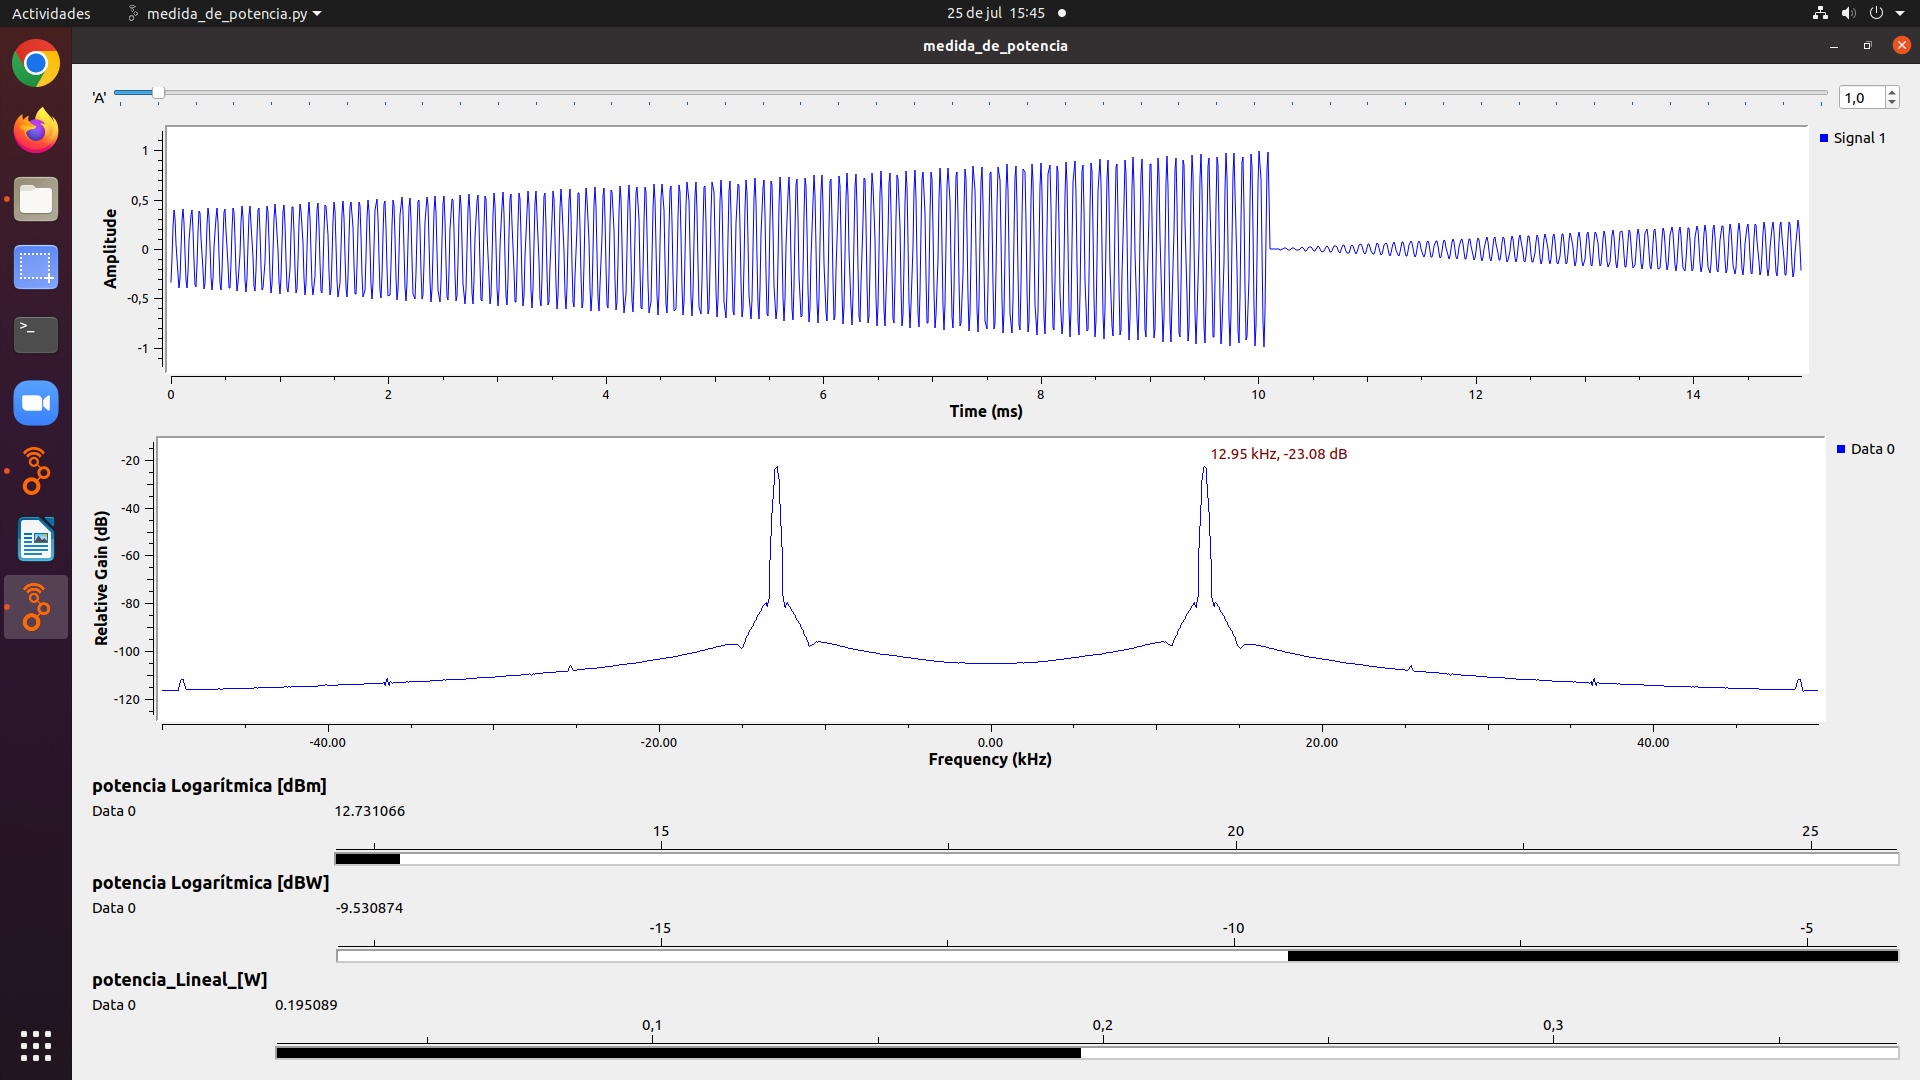 Actividades medida_de_potencia.py 25 de jul 15:45
medida_de_potencia
'A' 1,0
Signal 1
1
0,5
0
-0,5
-1
Amplitude
0 2 4 6 8 10 12 14
Time (ms)
12.95 kHz, -23.08 dB
Data 0
-20
-40
-60
-80
-100
-120
Relative Gain (dB)
-40.00 -20.00 0.00 20.00 40.00
Frequency (kHz)
potencia Logarítmica [dBm]
Data 0 12.731066
15 20 25
potencia Logarítmica [dBW]
Data 0 -9.530874
-15 -10 -5
potencia_Lineal_[W]
Data 0 0.195089
0,1 0,2 0,3